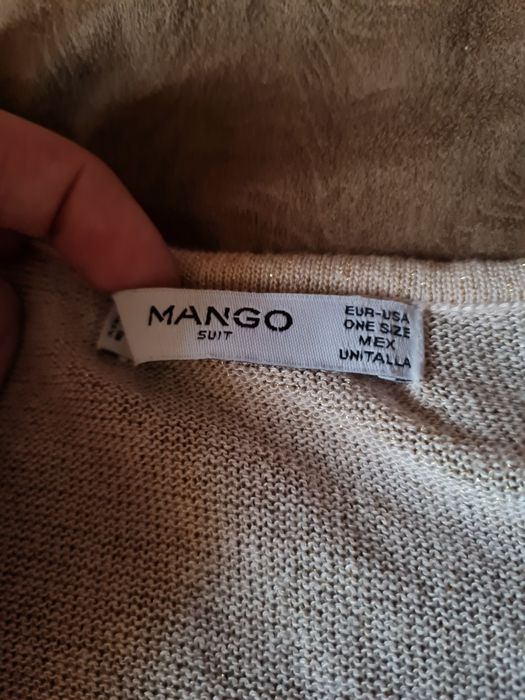 MANGO
SUIT
EUR-USA
ONE SIZE
MEX
UNITALLA